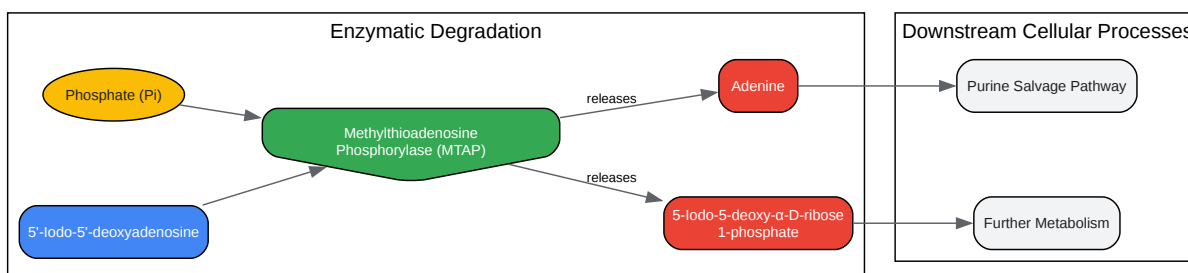 Enzymatic Degradation
Downstream Cellular Processes
Phosphate (Pi)
Methylthioadenosine
Phosphorylase (MTAP)
5'-Iodo-5'-deoxyadenosine
releases
releases
Adenine
5-Iodo-5-deoxy-α-D-ribose
1-phosphate
Purine Salvage Pathway
Further Metabolism